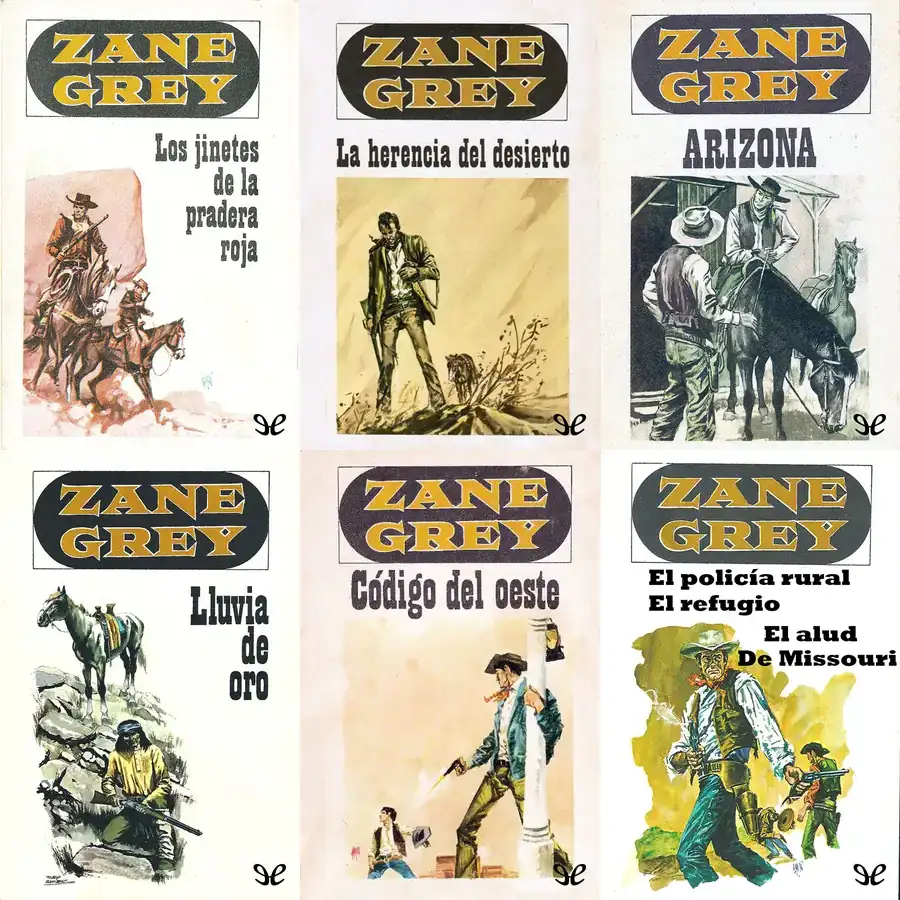 ZANE
GREY
Los jinetes
de la
pradera
roja
ZANE
GREY
La herencia del desierto
ZANE
GREY
ARIZONA
ZANE
GREY
Lluvia
de
oro
ZANE
GREY
Código del oeste
ZANE
GREY
El policía rural
El refugio
El alud
De Missouri